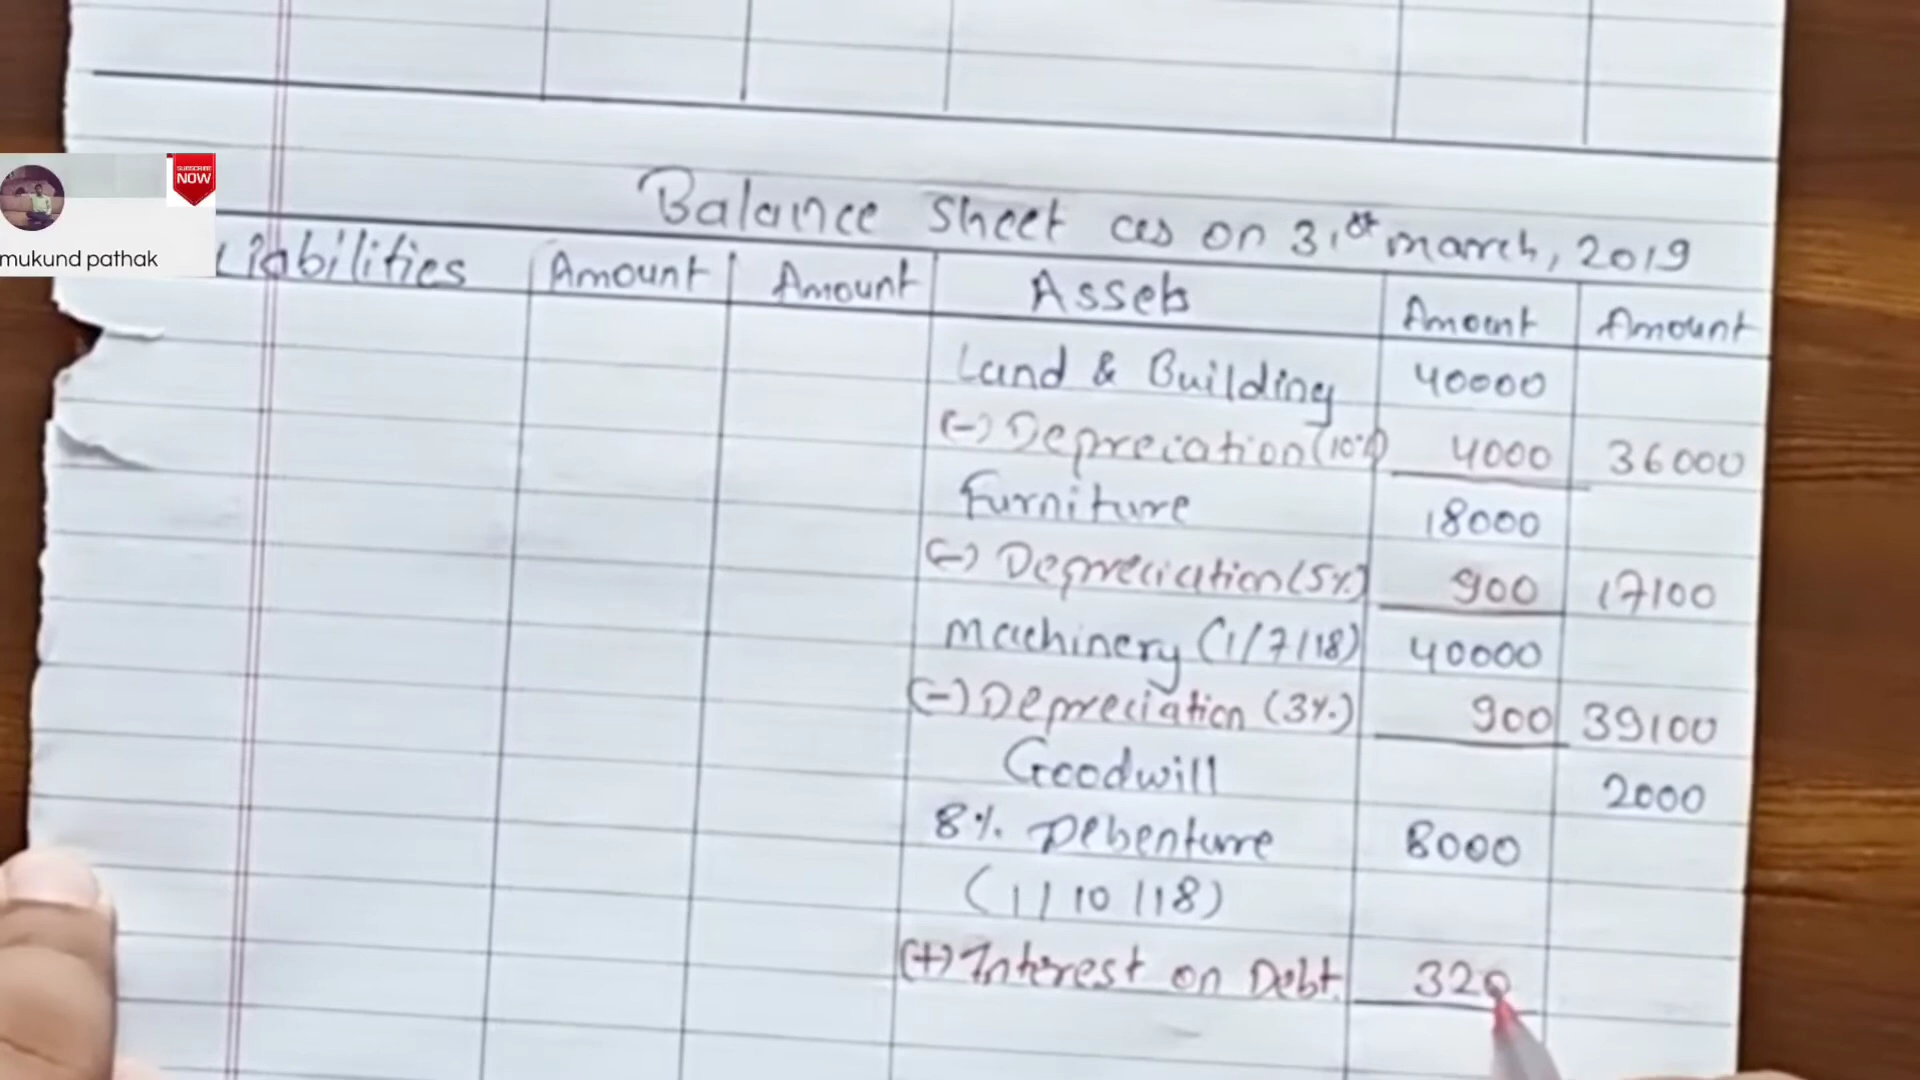 SUBSCRIBE
NOW
mukund pathak
Balance Sheet as on 31st march, 2019
Liabilities Amount Amount Assets Amount Amount
Land & Building 40000
(-) Depreciation (10%) 4000 36000
Furniture 18000
(-) Depreciation (5%) 900 17100
Machinery (1/7/18) 40000
(-) Depreciation (3%) 900 39100
Goodwill 2000
8% Debenture 8000
(1/10/18)
(+) Interest on Debt. 320